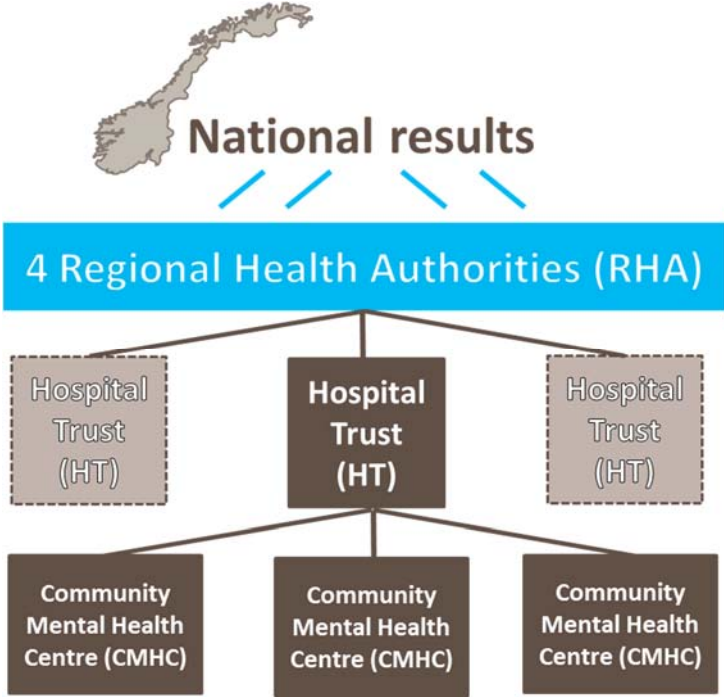 National results
4 Regional Health Authorities (RHA)
Hospital
Trust
(HT)
Hospital
Trust
(HT)
Hospital
Trust
(HT)
Community
Mental Health
Centre (CMHC)
Community
Mental Health
Centre (CMHC)
Community
Mental Health
Centre (CMHC)